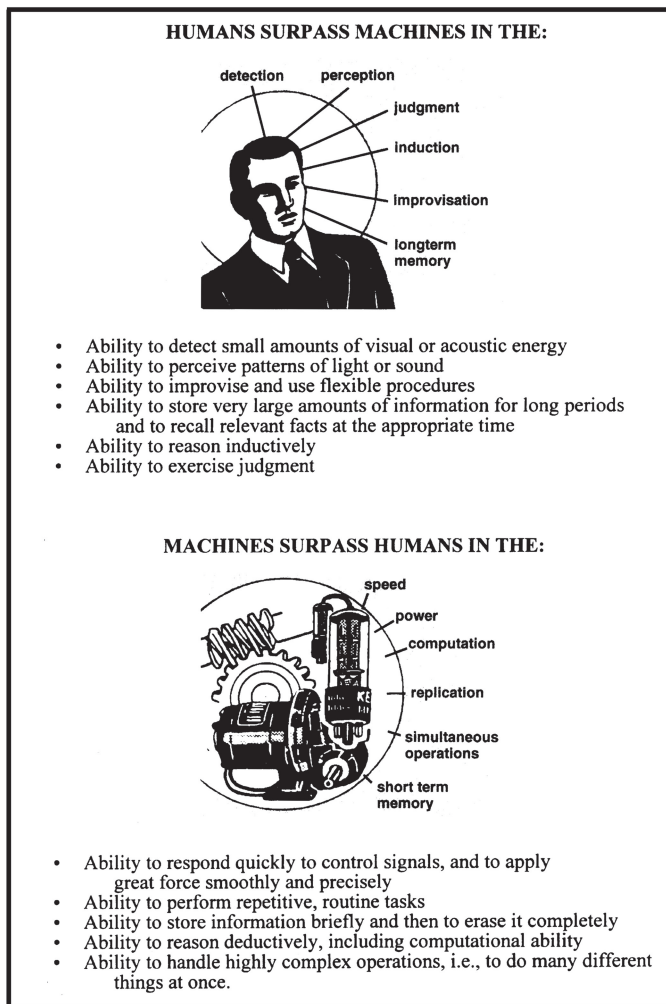 HUMANS SURPASS MACHINES IN THE:
detection
perception
judgment
induction
improvisation
longterm
memory
• Ability to detect small amounts of visual or acoustic energy
• Ability to perceive patterns of light or sound
• Ability to improvise and use flexible procedures
• Ability to store very large amounts of information for long periods
and to recall relevant facts at the appropriate time
• Ability to reason inductively
• Ability to exercise judgment
MACHINES SURPASS HUMANS IN THE:
speed
power
computation
replication
KE
simultaneous
operations
short term
memory
• Ability to respond quickly to control signals, and to apply
great force smoothly and precisely
• Ability to perform repetitive, routine tasks
• Ability to store information briefly and then to erase it completely
• Ability to reason deductively, including computational ability
• Ability to handle highly complex operations, i.e., to do many different
things at once.